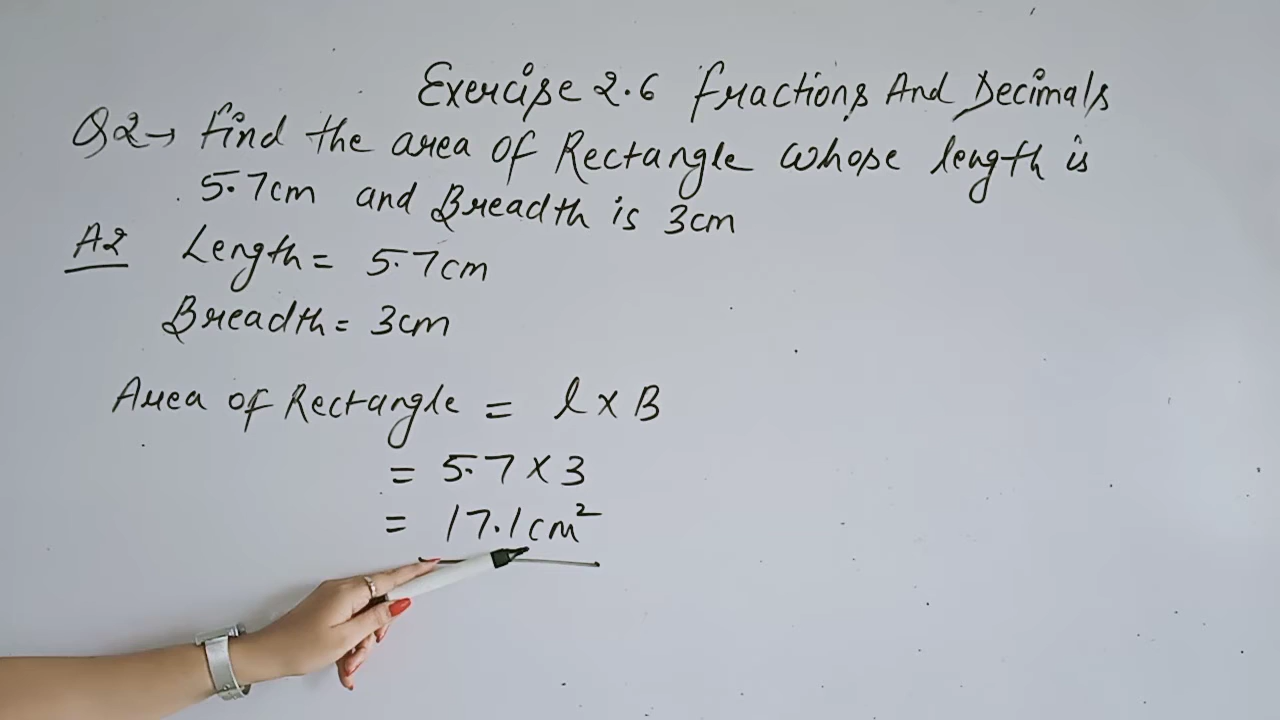 Exercise 2.6 Fractions And Decimals
Q2→ Find the area of Rectangle whose length is
5.7cm and Breadth is 3cm
A2 Length = 5.7cm
Breadth = 3cm
Area of Rectangle = l × B
= 5.7 × 3
= 17.1cm²